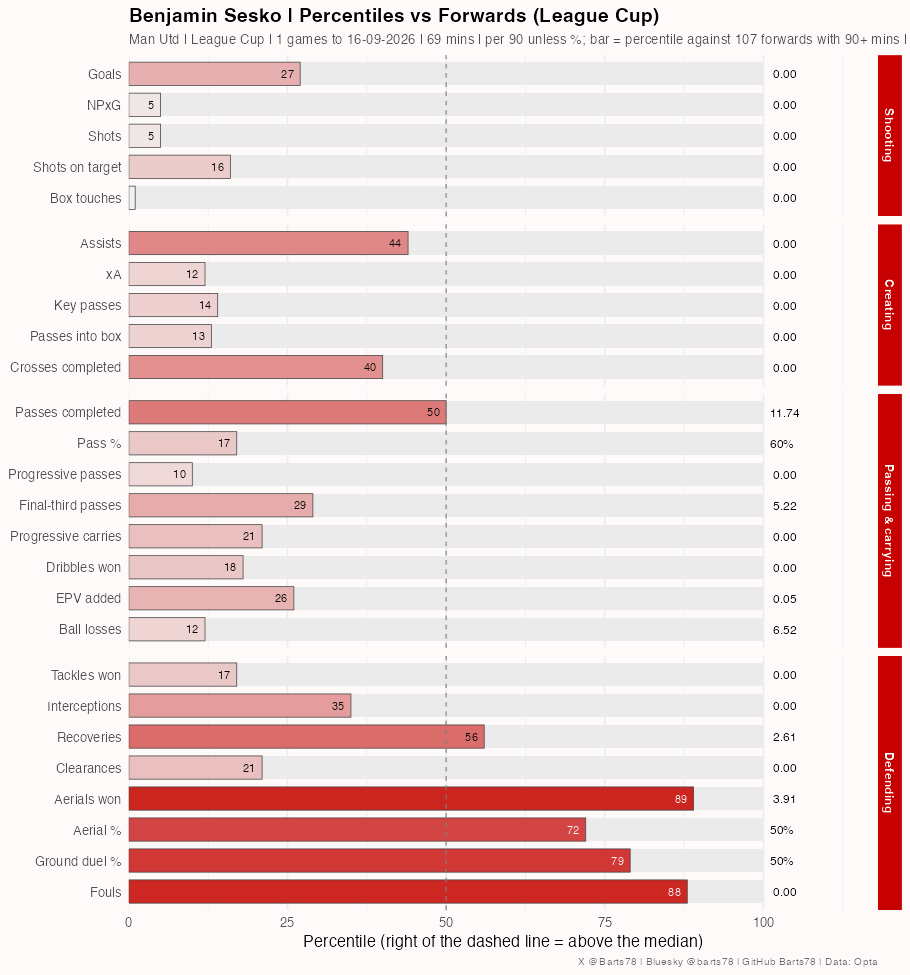 Benjamin Sesko | Percentiles vs Forwards (League Cup)
Man Utd | League Cup | 1 games to 16-09-2026 | 69 mins | per 90 unless %; bar = percentile against 107 forwards with 90+ mins |
Shooting
Goals 27 0.00
NPxG 5 0.00
Shots 5 0.00
Shots on target 16 0.00
Box touches 0.00
Creating
Assists 44 0.00
xA 12 0.00
Key passes 14 0.00
Passes into box 13 0.00
Crosses completed 40 0.00
Passing & carrying
Passes completed 50 11.74
Pass % 17 60%
Progressive passes 10 0.00
Final-third passes 29 5.22
Progressive carries 21 0.00
Dribbles won 18 0.00
EPV added 26 0.05
Ball losses 12 6.52
Defending
Tackles won 17 0.00
Interceptions 35 0.00
Recoveries 56 2.61
Clearances 21 0.00
Aerials won 89 3.91
Aerial % 72 50%
Ground duel % 79 50%
Fouls 88 0.00
0 25 50 75 100
Percentile (right of the dashed line = above the median)
X @Barts78 | Bluesky @barts78 | GitHub Barts78 | Data: Opta